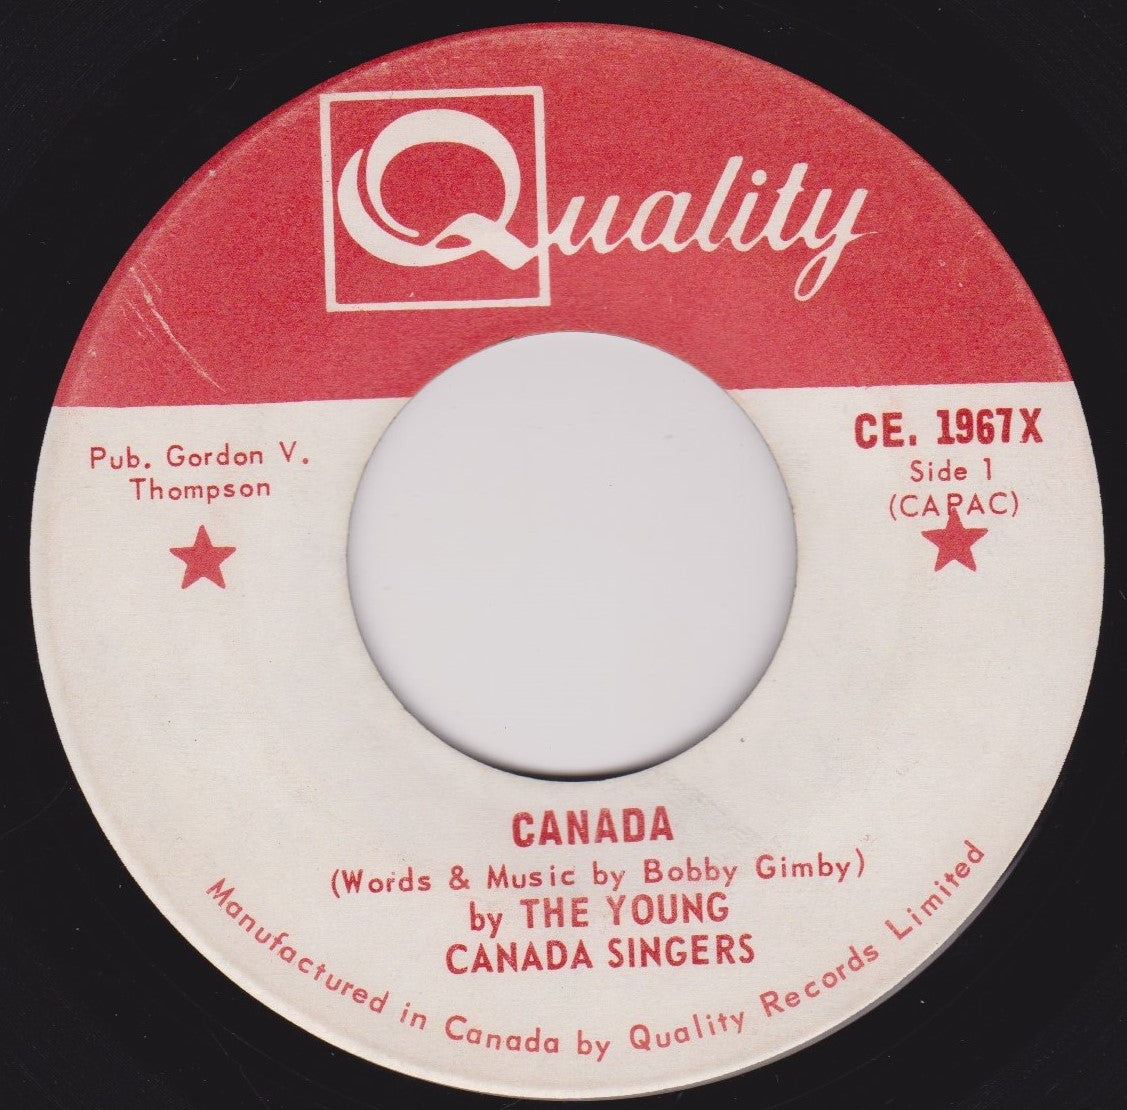 Quality
Pub. Gordon V.
Thompson
CE. 1967X
Side 1
(CAPAC)
CANADA
(Words & Music by Bobby Gimby)
by THE YOUNG
CANADA SINGERS
Manufactured in Canada by Quality Records Limited